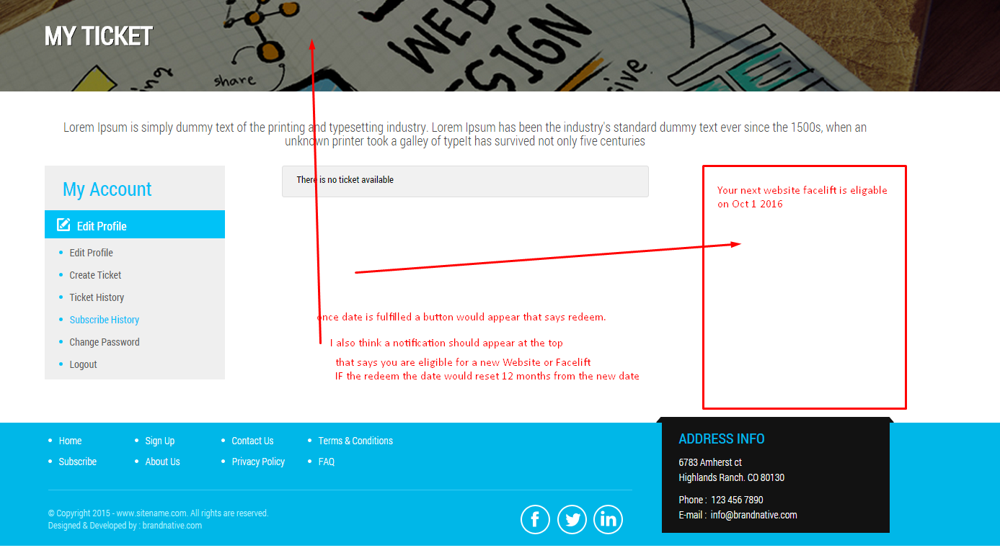 MY TICKET
WEB
DESIGN
share
Lorem Ipsum is simply dummy text of the printing and typesetting industry. Lorem Ipsum has been the industry's standard dummy text ever since the 1500s, when an
unknown printer took a galley of typeIt has survived not only five centuries
My Account
Edit Profile
Edit Profile
Create Ticket
Ticket History
Subscribe History
Change Password
Logout
There is no ticket available
Your next website facelift is eligable
on Oct 1 2016
once date is fulfilled a button would appear that says redeem.
I also think a notification should appear at the top
that says you are eligible for a new Website or Facelift
IF the redeem the date would reset 12 months from the new date
Home
Sign Up
Contact Us
Terms & Conditions
Subscribe
About Us
Privacy Policy
FAQ
© Copyright 2015 - www.sitename.com. All rights are reserved.
Designed & Developed by : brandnative.com
ADDRESS INFO
6783 Amherst ct
Highlands Ranch. CO 80130
Phone : 123 456 7890
E-mail : info@brandnative.com